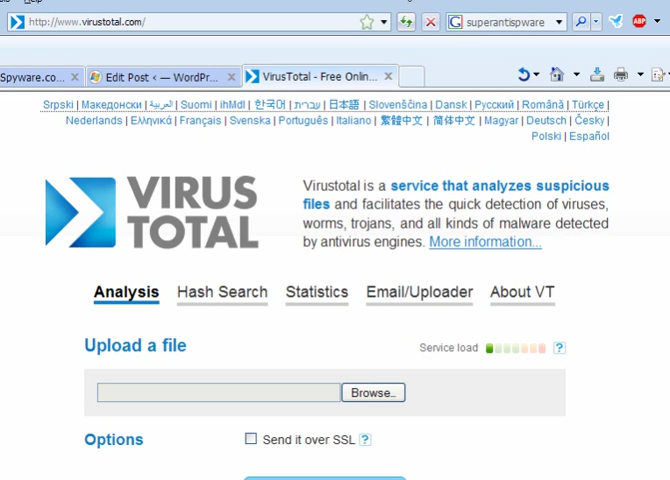 http://www.virustotal.com/
superantispware
Spyware.co...
Edit Post ‹ — WordPr...
VirusTotal - Free Onlin...
Srpski | Македонски | العربية | Suomi | ihMdI | 한국어 | עברית | 日本語 | Slovenščina | Dansk | Русский | Română | Türkçe |
Nederlands | Ελληνικά | Français | Svenska | Português | Italiano | 繁體中文 | 简体中文 | Magyar | Deutsch | Česky |
Polski | Español
VIRUS
TOTAL
Virustotal is a service that analyzes suspicious
files and facilitates the quick detection of viruses,
worms, trojans, and all kinds of malware detected
by antivirus engines. More information...
Analysis Hash Search Statistics Email/Uploader About VT
Upload a file
Service load ?
Browse..
Options
Send it over SSL ?